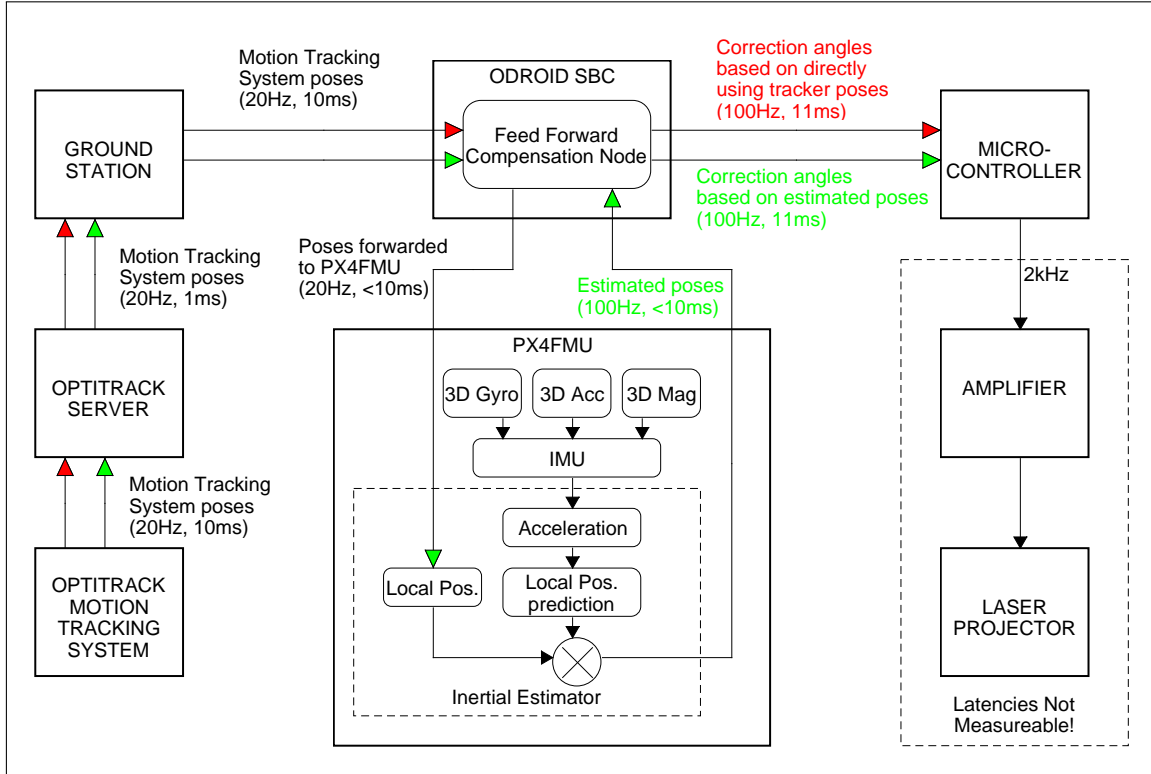 Motion Tracking
System poses
(20Hz, 10ms)
ODROID SBC
Correction angles
based on directly
using tracker poses
(100Hz, 11ms)
GROUND
STATION
Feed Forward
Compensation Node
MICRO-
CONTROLLER
Correction angles
based on estimated poses
(100Hz, 11ms)
Motion Tracking
System poses
(20Hz, 1ms)
Poses forwarded
to PX4FMU
(20Hz, <10ms)
Estimated poses
(100Hz, <10ms)
2kHz
PX4FMU
OPTITRACK
SERVER
3D Gyro
3D Acc
3D Mag
AMPLIFIER
IMU
Motion Tracking
System poses
(20Hz, 10ms)
Acceleration
OPTITRACK
MOTION
TRACKING
SYSTEM
Local Pos.
Local Pos.
prediction
LASER
PROJECTOR
Inertial Estimator
Latencies Not
Measureable!